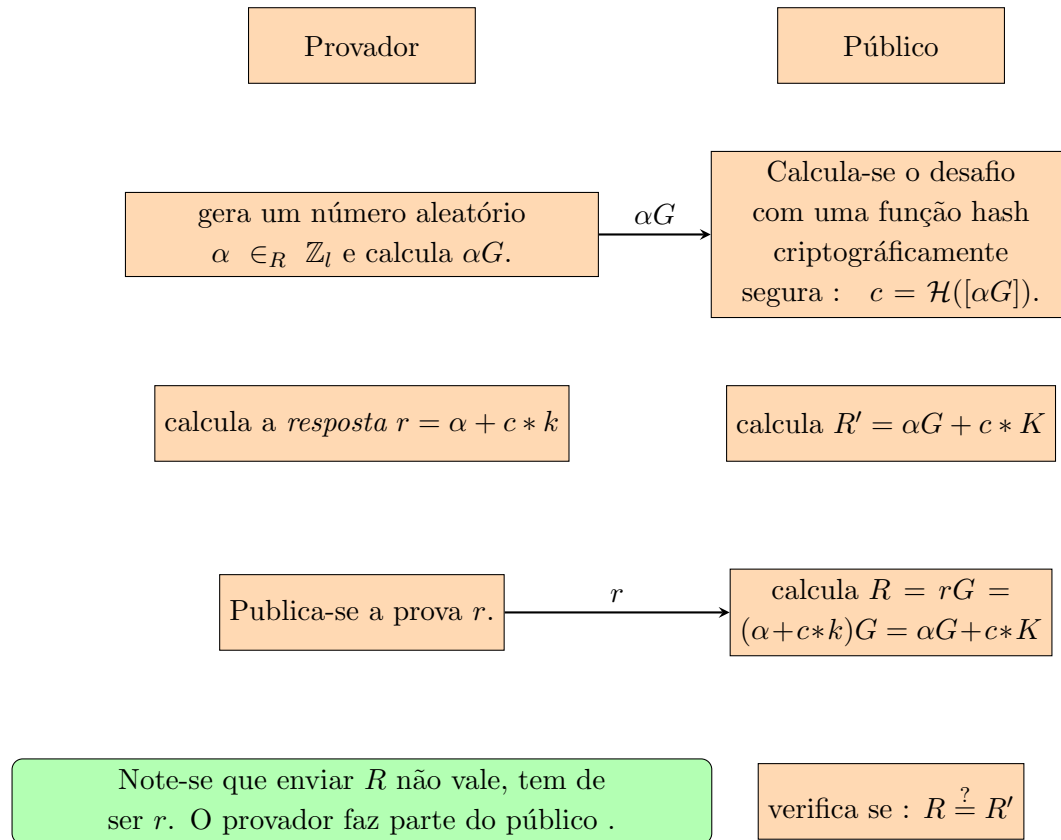 Provador
Público
gera um número aleatório
α ∈_R ℤ_l e calcula αG.
αG
Calcula-se o desafio
com uma função hash
criptográficamente
segura : c = ℋ([αG]).
calcula a resposta r = α + c ∗ k
calcula R′ = αG + c ∗ K
Publica-se a prova r.
r
calcula R = rG =
(α+c∗k)G = αG+c∗K
Note-se que enviar R não vale, tem de
ser r. O provador faz parte do público .
verifica se : R ≟ R′